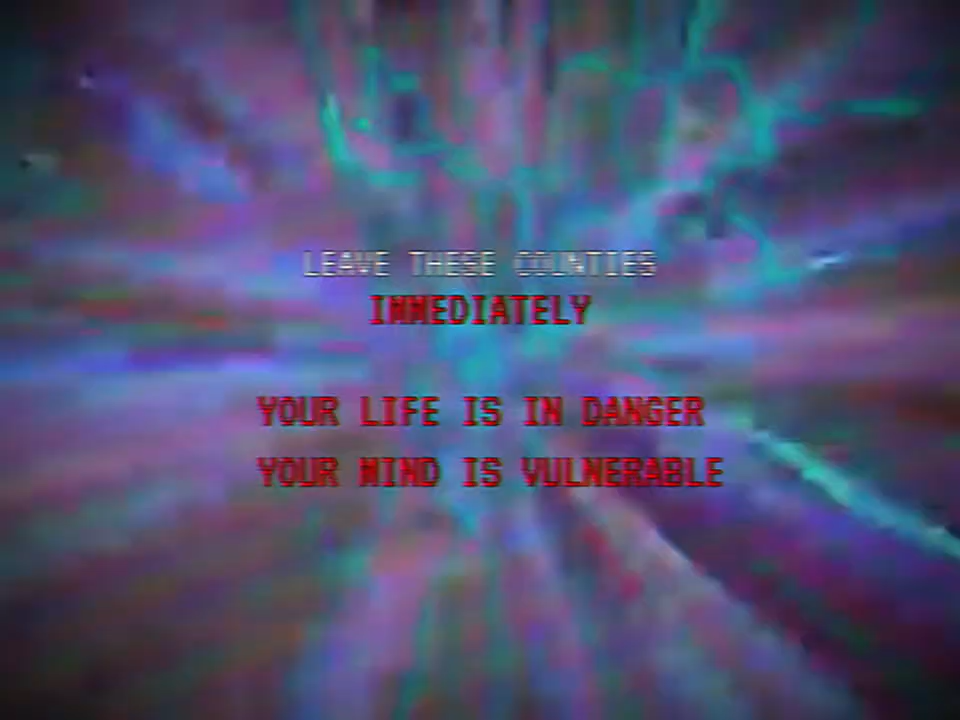 LEAVE THESE COUNTIES
IMMEDIATELY
YOUR LIFE IS IN DANGER
YOUR MIND IS VULNERABLE